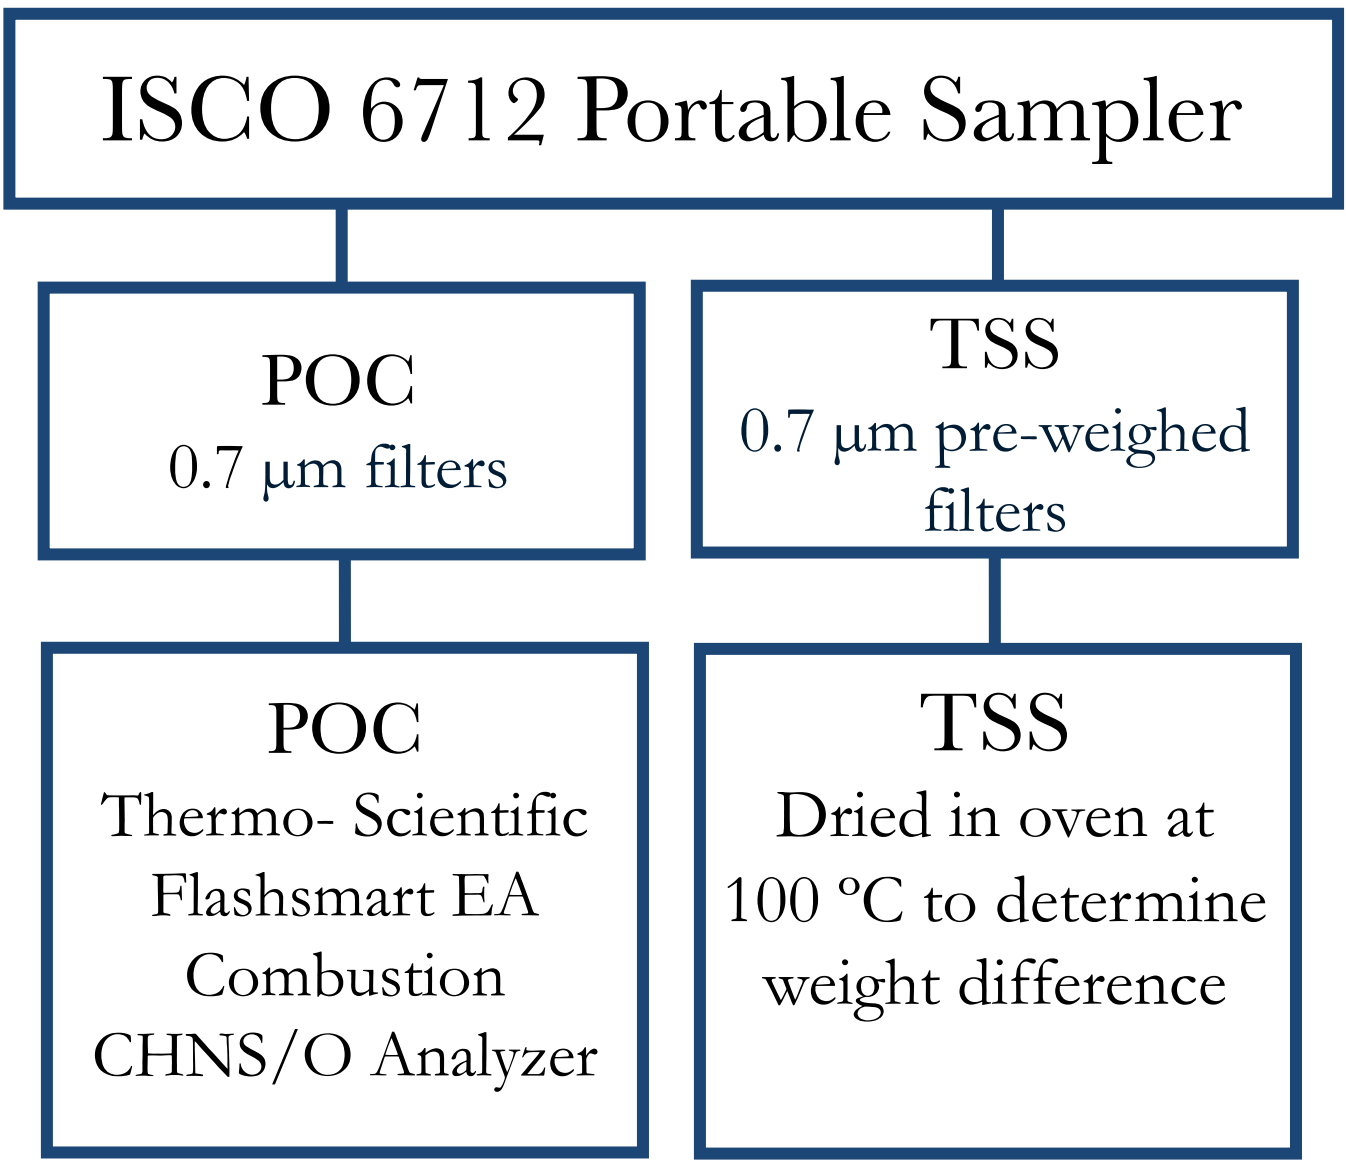 ISCO 6712 Portable Sampler
POC
0.7 μm filters
TSS
0.7 μm pre-weighed
filters
POC
Thermo- Scientific
Flashsmart EA
Combustion
CHNS/O Analyzer
TSS
Dried in oven at
100 ºC to determine
weight difference